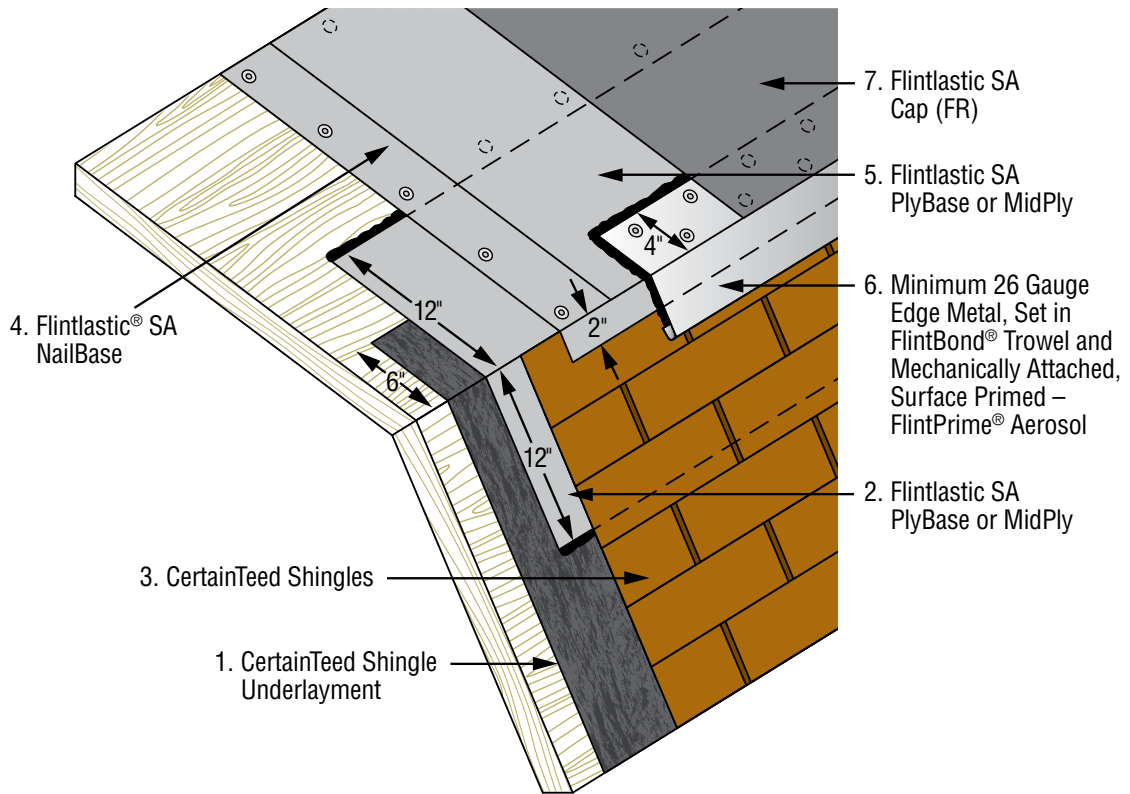 7. Flintlastic SA
Cap (FR)
5. Flintlastic SA
PlyBase or MidPly
4"
6. Minimum 26 Gauge
Edge Metal, Set in
FlintBond® Trowel and
Mechanically Attached,
Surface Primed –
FlintPrime® Aerosol
12"
2"
4. Flintlastic® SA
NailBase
6"
12"
2. Flintlastic SA
PlyBase or MidPly
3. CertainTeed Shingles
1. CertainTeed Shingle
Underlayment